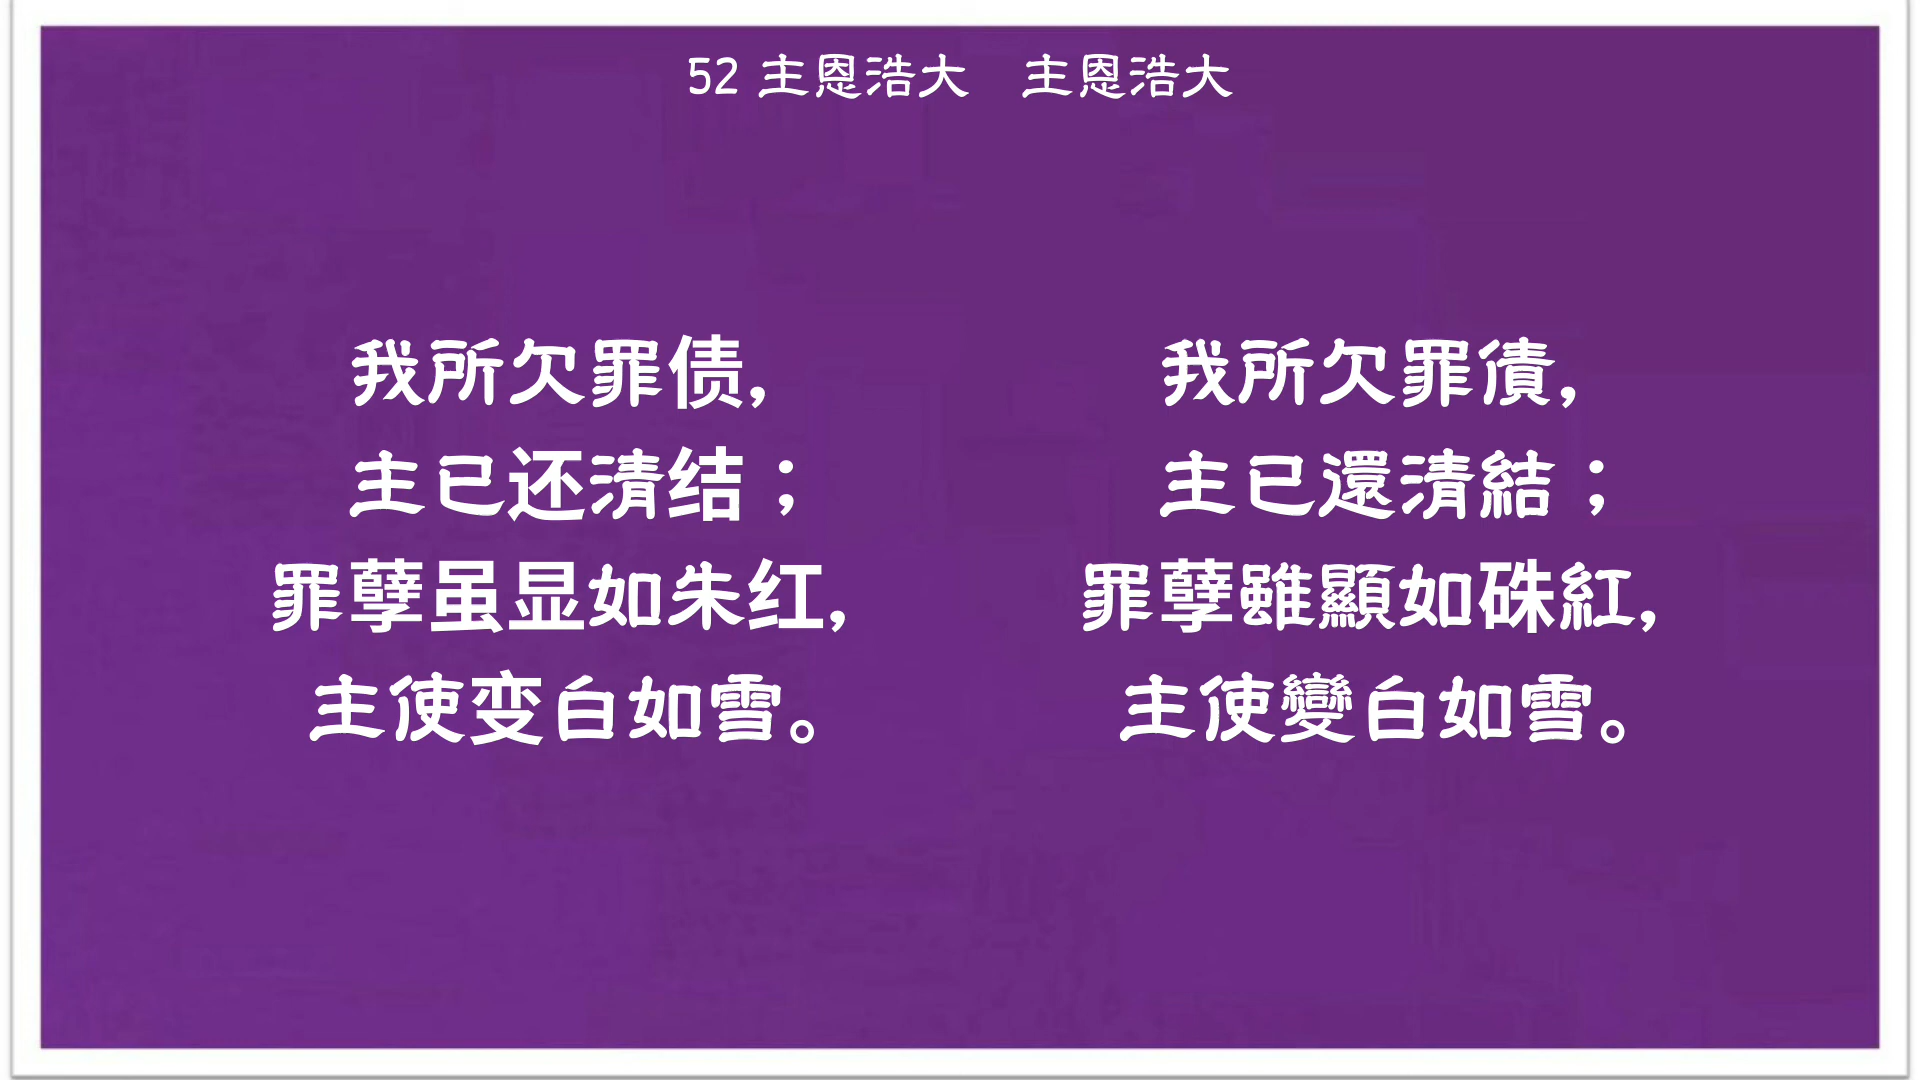 52 主恩浩大　主恩浩大
我所欠罪债,
主已还清结；
罪孽虽显如朱红,
主使变白如雪。
我所欠罪債,
主已還清結；
罪孽雖顯如硃紅,
主使變白如雪。